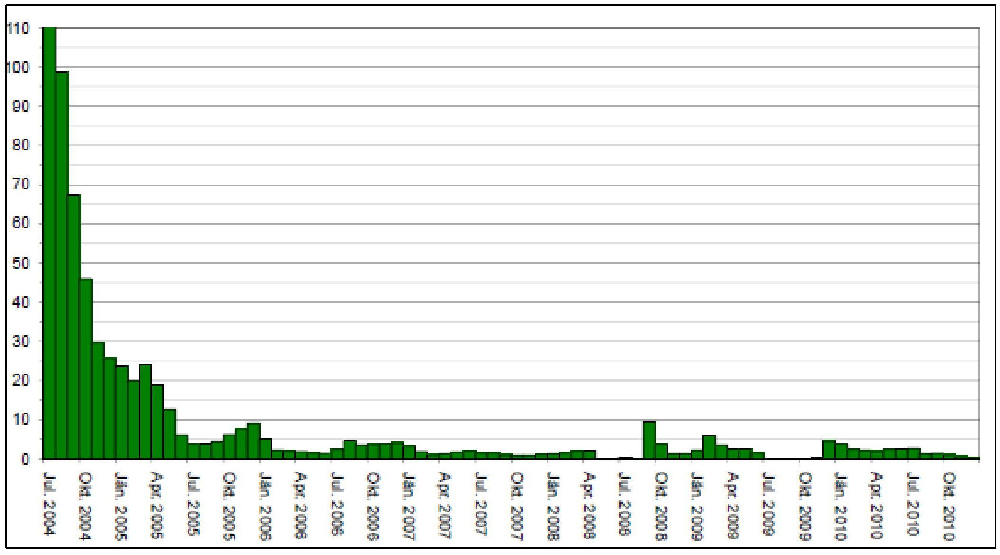 110
100
90
80
70
60
50
40
30
20
10
0
Jul. 2004
Okt. 2004
Jän. 2005
Apr. 2005
Jul. 2005
Okt. 2005
Jän. 2006
Apr. 2006
Jul. 2006
Okt. 2006
Jän. 2007
Apr. 2007
Jul. 2007
Okt. 2007
Jän. 2008
Apr. 2008
Jul. 2008
Okt. 2008
Jän. 2009
Apr. 2009
Jul. 2009
Okt. 2009
Jän. 2010
Apr. 2010
Jul. 2010
Okt. 2010